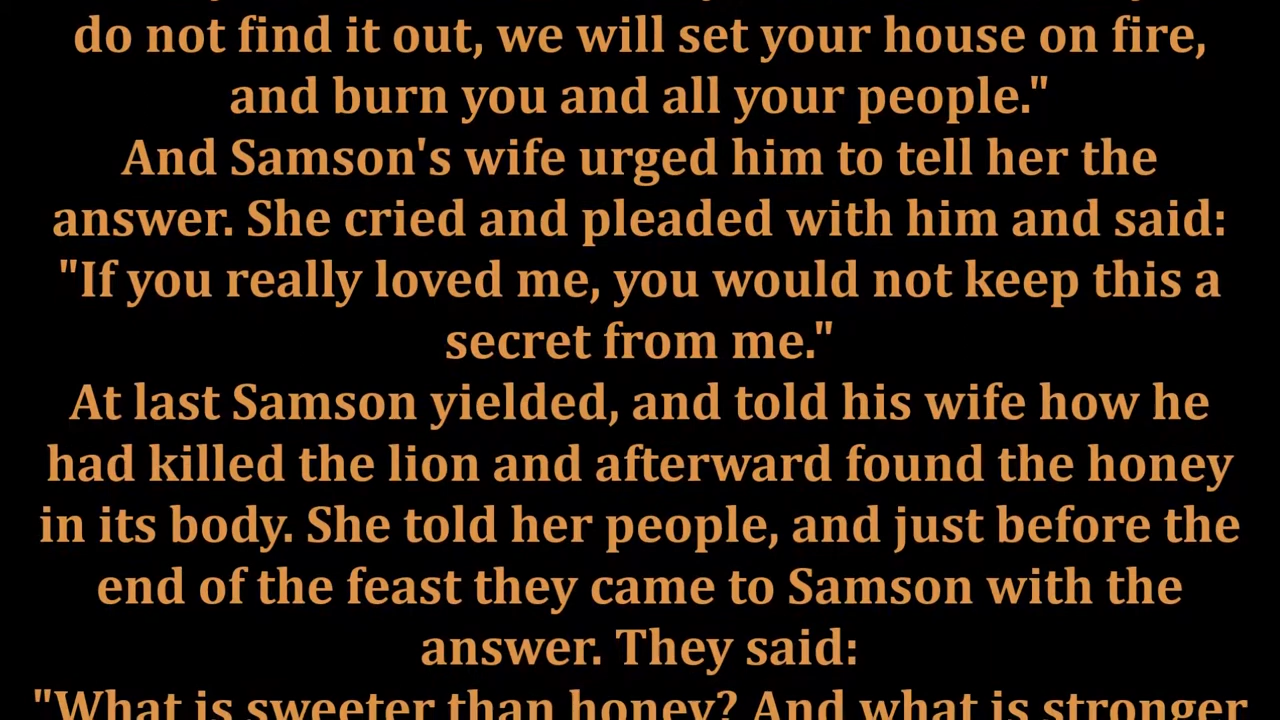 do not find it out, we will set your house on fire,
and burn you and all your people."
And Samson's wife urged him to tell her the
answer. She cried and pleaded with him and said:
"If you really loved me, you would not keep this a
secret from me."
At last Samson yielded, and told his wife how he
had killed the lion and afterward found the honey
in its body. She told her people, and just before the
end of the feast they came to Samson with the
answer. They said:
"What is sweeter than honey? And what is stronger